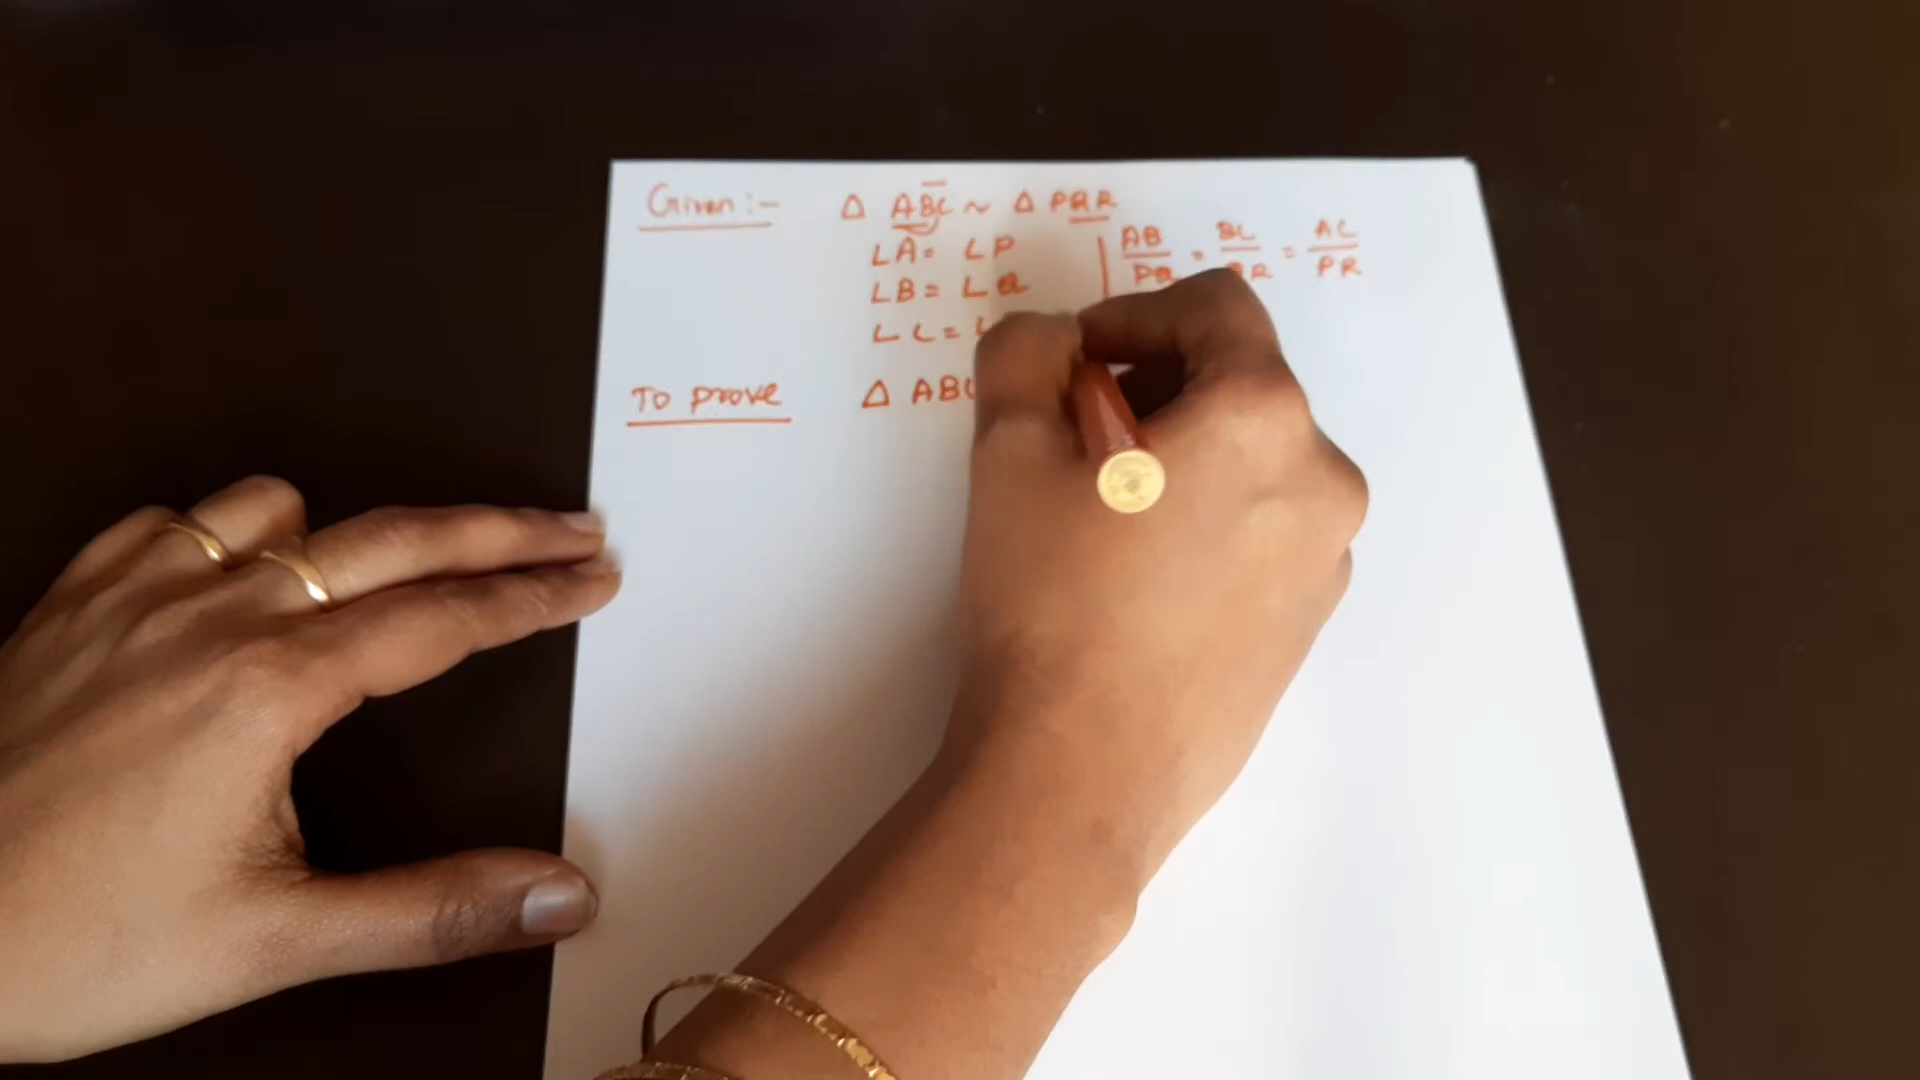 Given :- Δ ABC ~ Δ PQR
∠A = ∠P
AB/PQ = BC/QR = AC/PR
∠B = ∠Q
∠C =
To prove Δ ABC